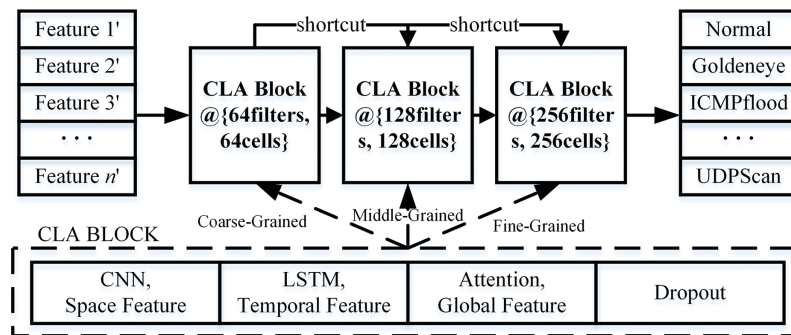 Feature 1'
Feature 2'
Feature 3'
···
Feature n'
shortcut
shortcut
CLA Block
@{64filters,
64cells}
CLA Block
@{128filter
s, 128cells}
CLA Block
@{256filter
s, 256cells}
Normal
Goldeneye
ICMPflood
···
UDPScan
Coarse-Grained
Middle-Grained
Fine-Grained
CLA BLOCK
CNN,
Space Feature
LSTM,
Temporal Feature
Attention,
Global Feature
Dropout